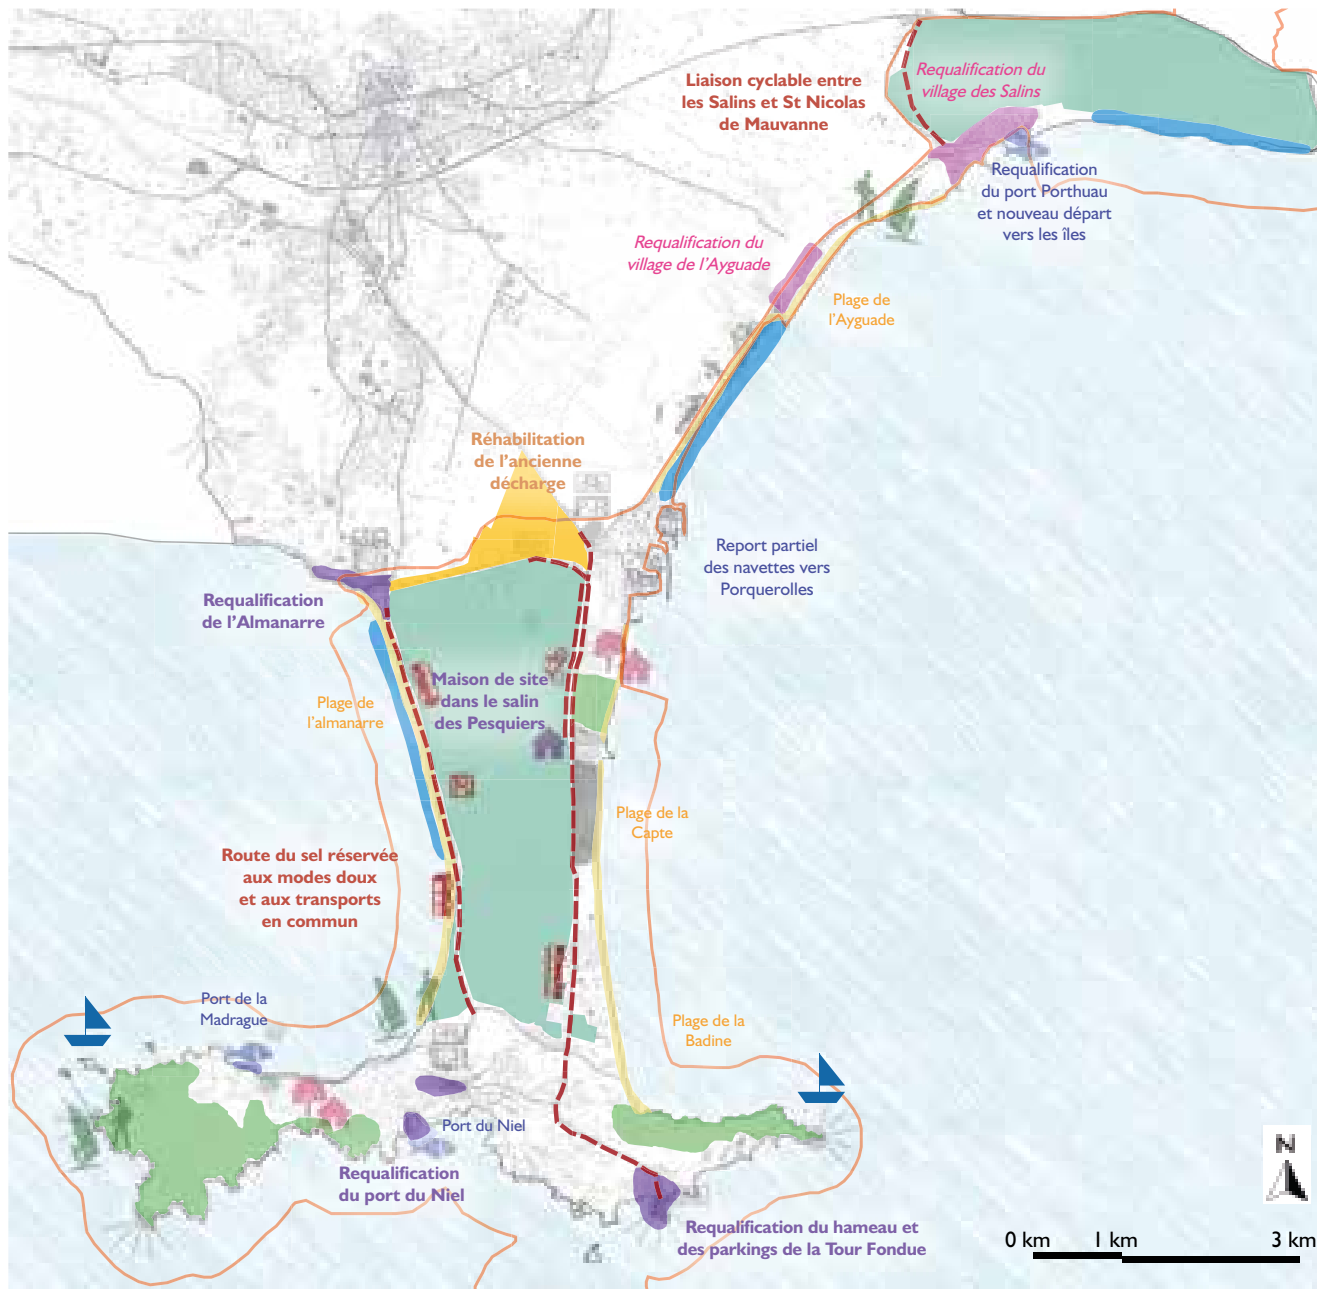 Liaison cyclable entre
les Salins et St Nicolas
de Mauvanne
Requalification du
village des Salins
Requalification
du port Porthuau
et nouveau départ
vers les îles
Requalification du
village de l'Ayguade
Plage de
l'Ayguade
Réhabilitation
de l'ancienne
décharge
Report partiel
des navettes vers
Porquerolles
Requalification
de l'Almanarre
Plage de
l'almanarre
Maison de site
dans le salin
des Pesquiers
Plage de la
Capte
Route du sel réservée
aux modes doux
et aux transports
en commun
Port de la
Madrague
Plage de la
Badine
Port du Niel
Requalification
du port du Niel
Requalification du hameau et
des parkings de la Tour Fondue
N
0 km 1 km 3 km